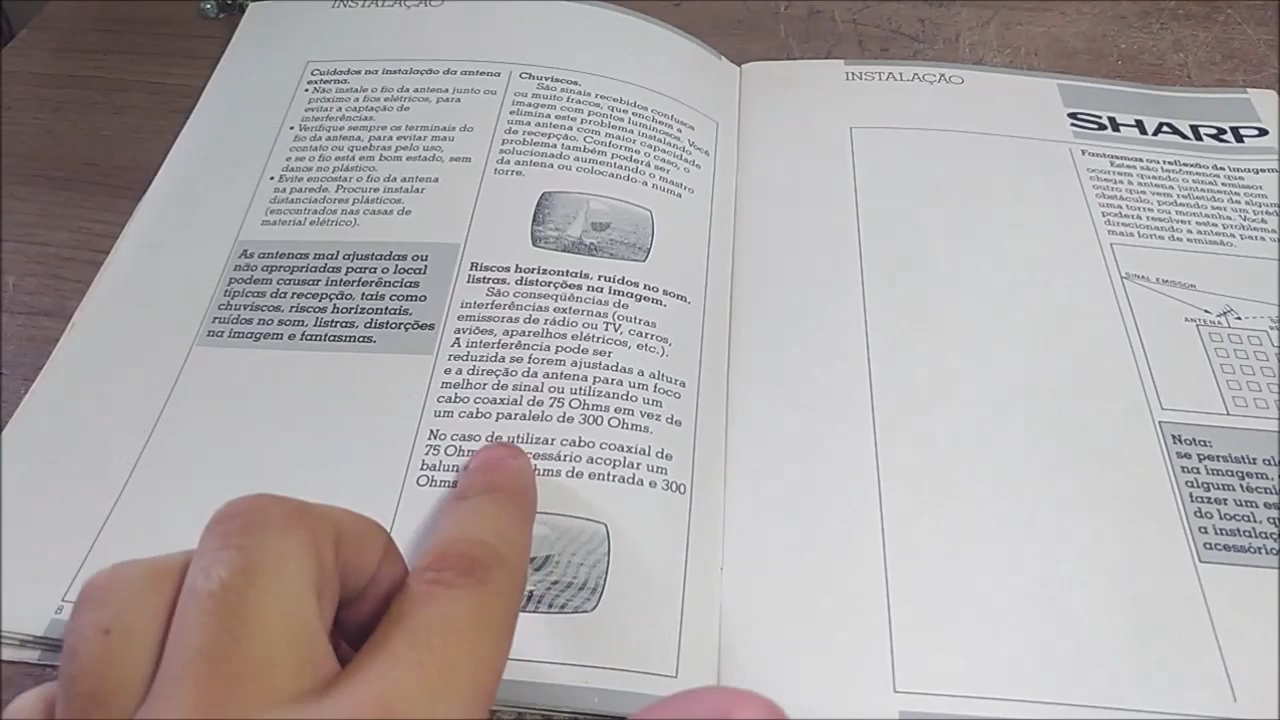 INSTALAÇÃO
Cuidados na instalação da antena
externa.
• Não instale o fio da antena junto ou
próximo a fios elétricos, para
evitar a captação de
interferências.
• Verifique sempre os terminais do
fio da antena, para evitar mau
contato ou quebras pelo uso,
e se o fio está em bom estado, sem
danos no plástico.
• Evite encostar o fio da antena
na parede. Procure instalar
distanciadores plásticos.
(encontrados nas casas de
material elétrico).
As antenas mal ajustadas ou
não apropriadas para o local
podem causar interferências
típicas da recepção, tais como
chuviscos, riscos horizontais,
ruídos no som, listras, distorções
na imagem e fantasmas.
8
Chuviscos.
São sinais recebidos confusos
ou muito fracos, que enchem a
imagem com pontos luminosos. Você
elimina este problema instalando
uma antena com maior capacidade
de recepção. Conforme o caso, o
problema também poderá ser
solucionado aumentando o mastro
da antena ou colocando-a numa
torre.
Riscos horizontais, ruídos no som,
listras, distorções na imagem.
São conseqüências de
interferências externas (outras
emissoras de rádio ou TV, carros,
aviões, aparelhos elétricos, etc.).
A interferência pode ser
reduzida se forem ajustadas a altura
e a direção da antena para um foco
melhor de sinal ou utilizando um
cabo coaxial de 75 Ohms em vez de
um cabo paralelo de 300 Ohms.
No caso de utilizar cabo coaxial de
75 Ohm acoplar um
balun de entrada e 300
Ohms
INSTALAÇÃO
SHARP
Fantasmas ou reflexão de imagem
Estes são fenômenos que
ocorrem quando o sinal emissor
chega à antena juntamente com
outro que vem refletido de algum
obstáculo, podendo ser um
uma torre ou montanha. Você
poderá resolver este problema
direcionando a antena para
mais forte de emissão.
SINAL EMISSOR
ANTENA
Nota:
se persistir
na imagem,
algum
fazer um
do local,
a